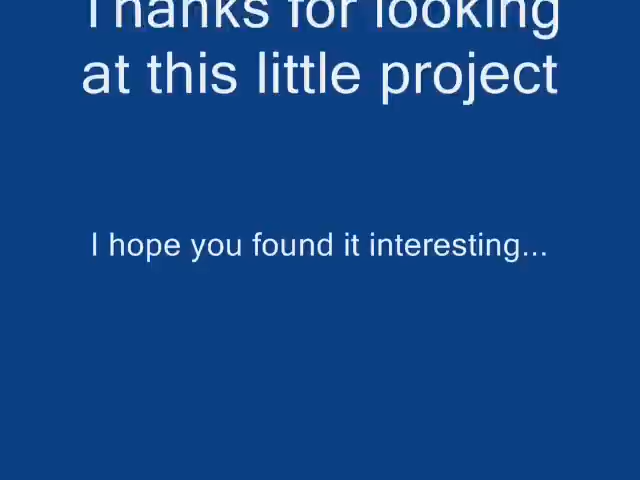 Thanks for looking
at this little project
I hope you found it interesting...